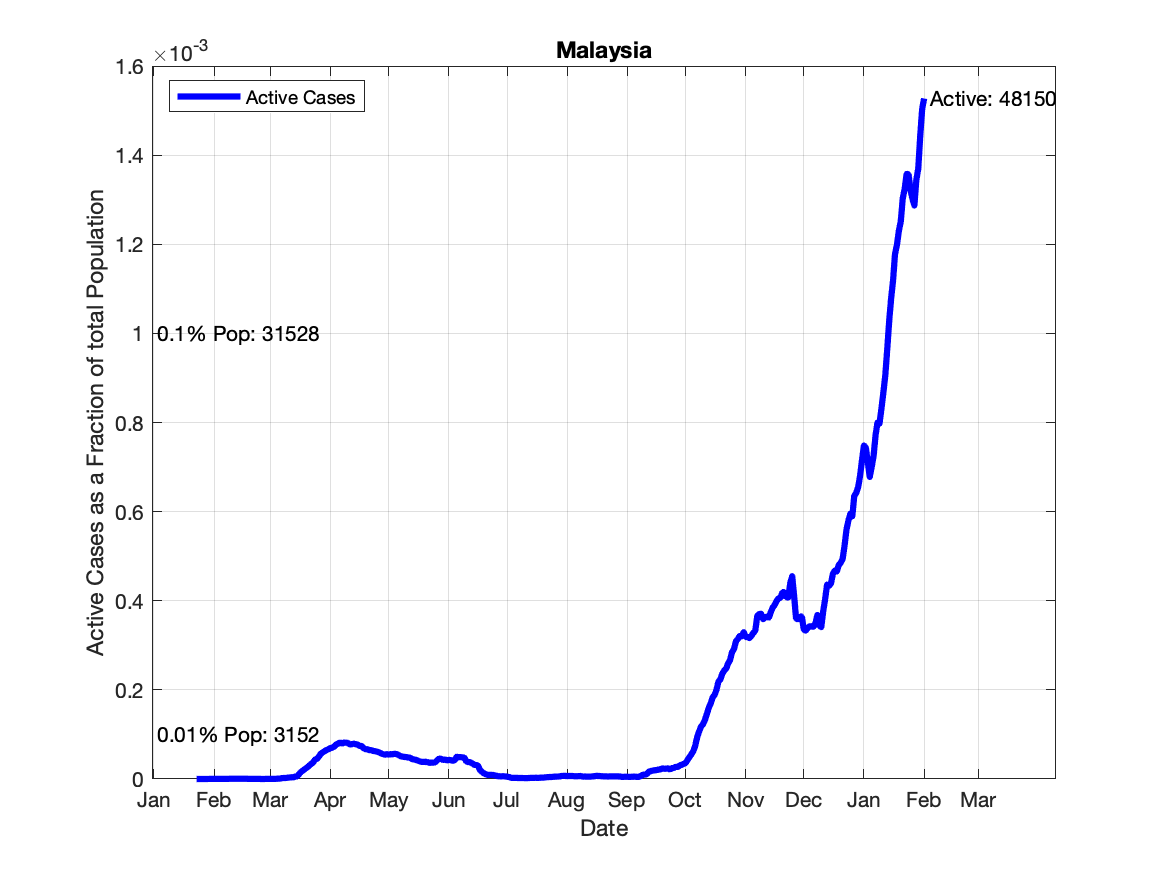 Malaysia
×10-3
1.6
Active Cases
Active: 48150
1.4
1.2
1
0.1% Pop: 31528
0.8
0.6
0.4
0.2
0.01% Pop: 3152
0
Active Cases as a Fraction of total Population
Jan Feb Mar Apr May Jun Jul Aug Sep Oct Nov Dec Jan Feb Mar
Date